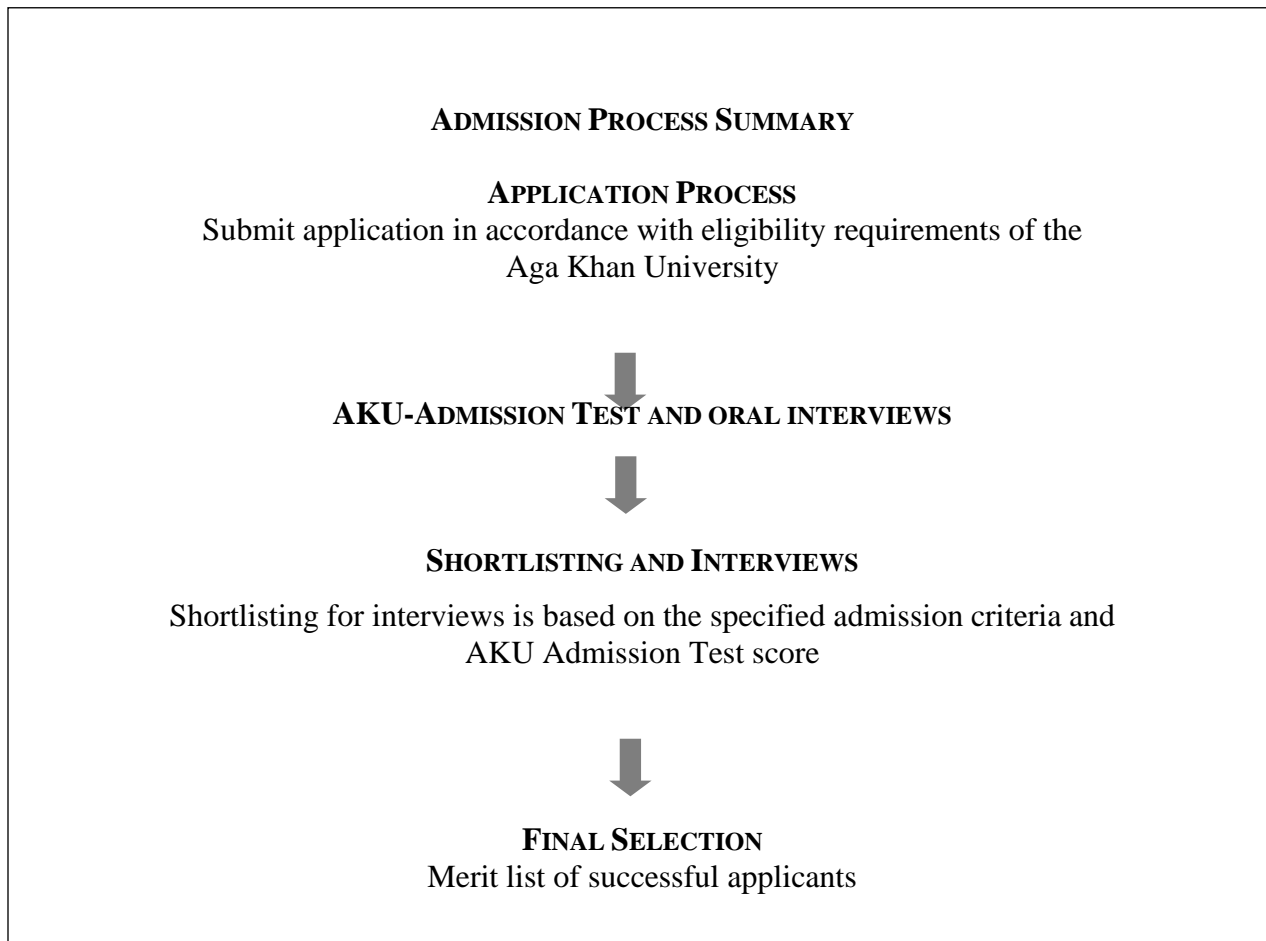 ADMISSION PROCESS SUMMARY
APPLICATION PROCESS
Submit application in accordance with eligibility requirements of the
Aga Khan University
AKU-ADMISSION TEST AND ORAL INTERVIEWS
SHORTLISTING AND INTERVIEWS
Shortlisting for interviews is based on the specified admission criteria and
AKU Admission Test score
FINAL SELECTION
Merit list of successful applicants